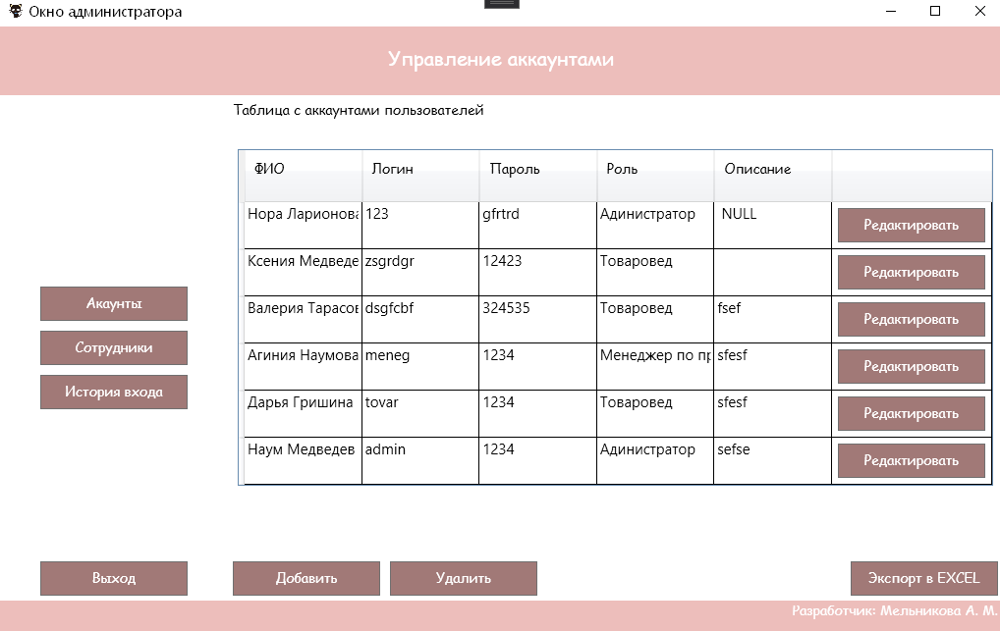 Окно администратора
Управление аккаунтами
Таблица с аккаунтами пользователей
ФИО Логин Пароль Роль Описание
Нора Ларионова 123 gfrtrd Адинистратор NULL Редактировать
Ксения Медведе zsgrdgr 12423 Товаровед Редактировать
Валерия Тарасов dsgfcbf 324535 Товаровед fsef Редактировать
Агиния Наумова meneg 1234 Менеджер по пр sfesf Редактировать
Дарья Гришина tovar 1234 Товаровед sfesf Редактировать
Наум Медведев admin 1234 Адинистратор sefse Редактировать
Акаунты
Сотрудники
История входа
Выход Добавить Удалить Экспорт в EXCEL
Разработчик: Мельникова А. М.